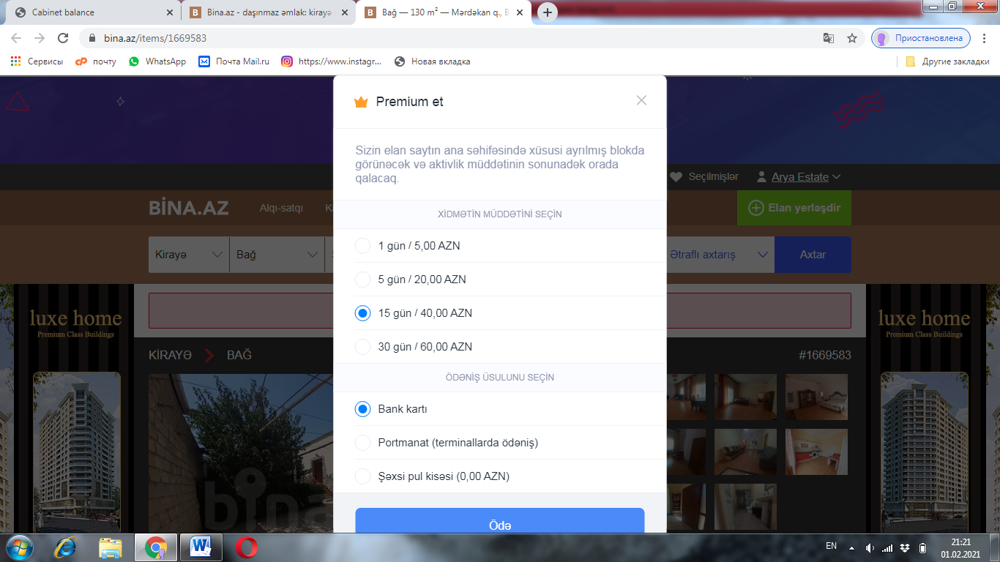 Cabinet balance
Bina.az - daşınmaz əmlak: kirayə
Bağ — 130 m² — Mərdəkan q., B
bina.az/items/1669583
Приостановлена
Сервисы
почту
WhatsApp
Почта Mail.ru
https://www.instagr...
Новая вкладка
Другие закладки
Premium et
Sizin elan saytın ana səhifəsində xüsusi ayrılmış blokda
görünəcək və aktivlik müddətinin sonunadək orada
qalacaq.
Seçilmişlər
Arya Estate
BİNA.AZ
Alqı-satqı
Elan yerləşdir
XİDMƏTİN MÜDDƏTİNİ SEÇİN
1 gün / 5,00 AZN
Kirayə
Bağ
Ətraflı axtarış
Axtar
5 gün / 20,00 AZN
15 gün / 40,00 AZN
30 gün / 60,00 AZN
luxe home
Premium Class Buildings
luxe home
Premium Class Buildings
KİRAYƏ
BAĞ
#1669583
ÖDƏNİŞ ÜSULUNU SEÇİN
Bank kartı
Portmanat (terminallarda ödəniş)
Şəxsi pul kisəsi (0,00 AZN)
bina
Ödə
EN
21:21
01.02.2021